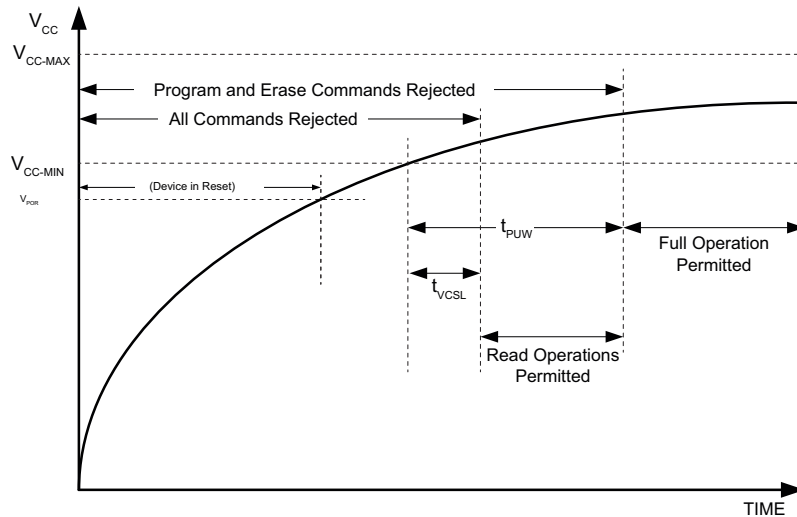 VCC
VCC-MAX
Program and Erase Commands Rejected
All Commands Rejected
VCC-MIN
(Device in Reset)
VPOR
tPUW
Full Operation
Permitted
tVCSL
Read Operations
Permitted
TIME